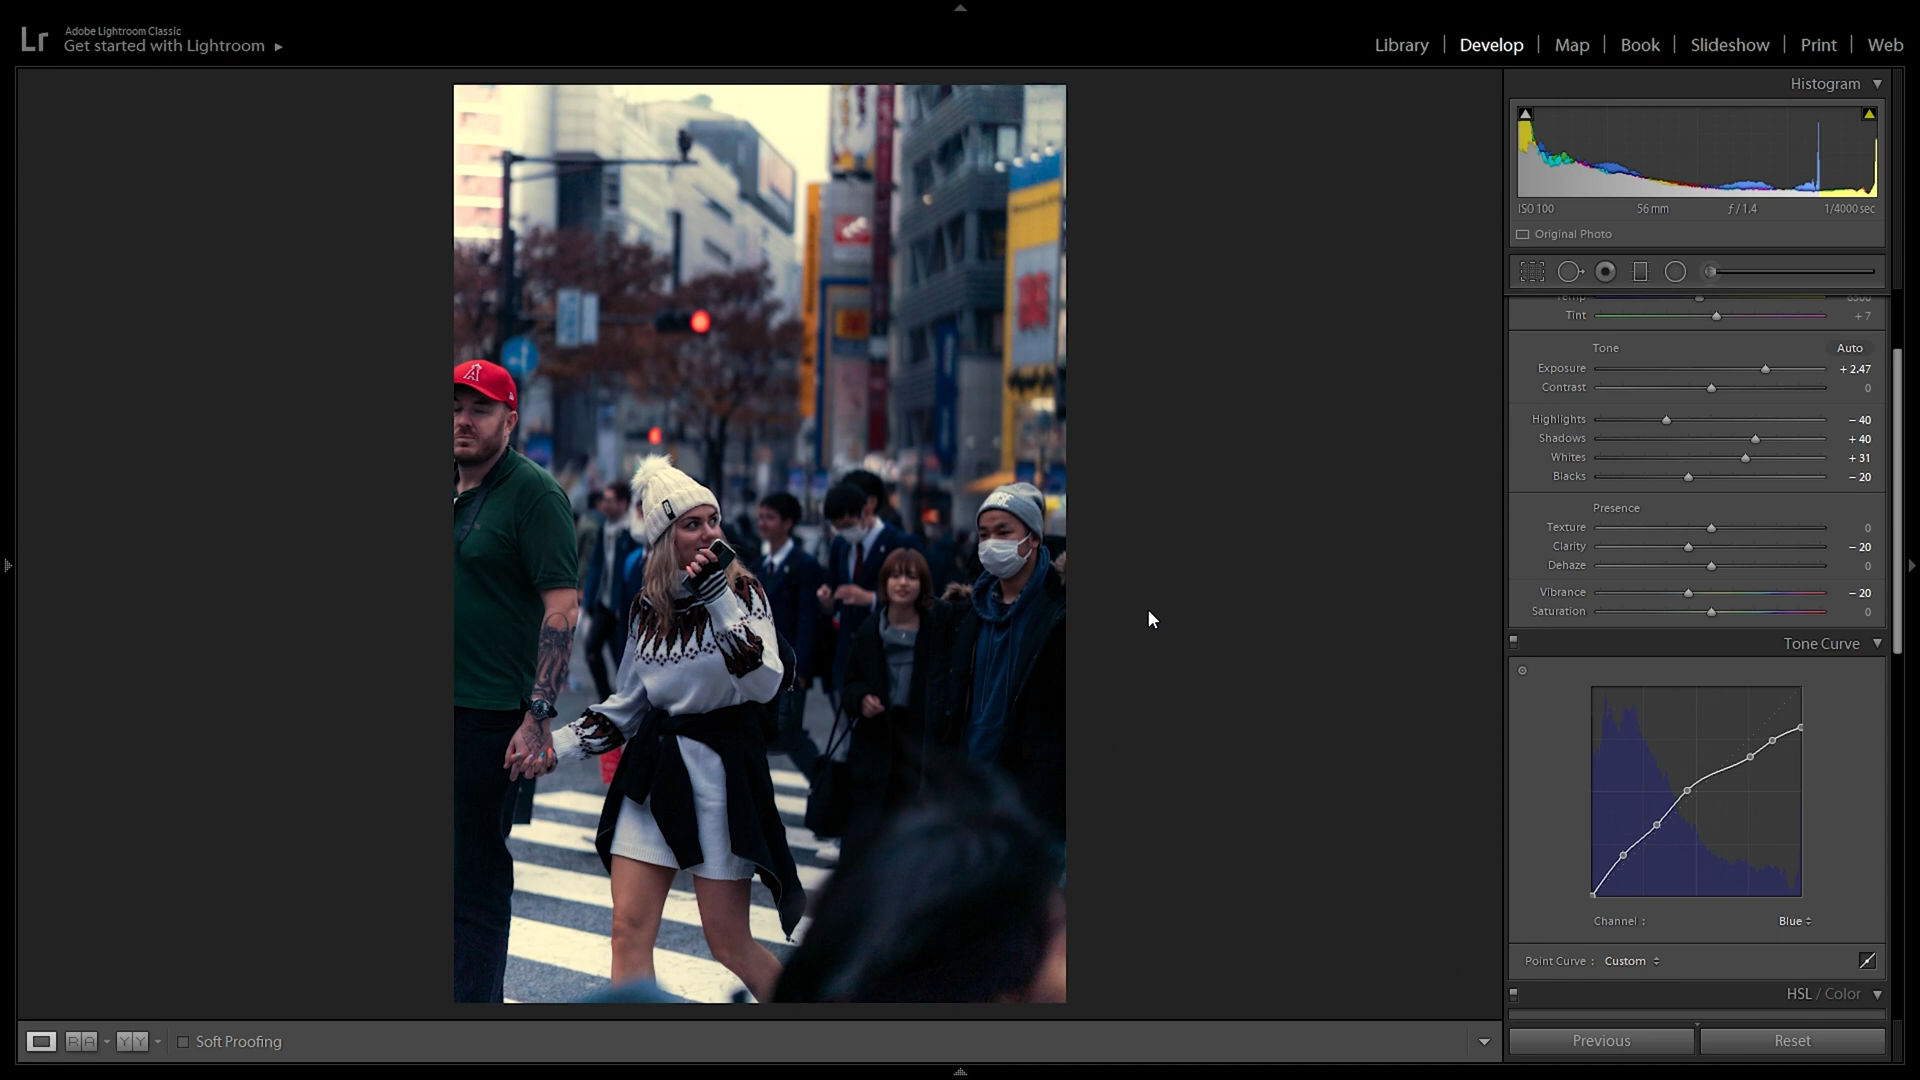 Lr
Adobe Lightroom Classic
Get started with Lightroom
Library Develop Map Book Slideshow Print Web
Histogram
ISO 100 56 mm ƒ / 1.4 1/4000 sec
Original Photo
Temp
Tint + 7
Tone Auto
Exposure + 2.47
Contrast 0
Highlights – 40
Shadows + 40
Whites + 31
Blacks – 20
Presence
Texture 0
Clarity – 20
Dehaze 0
Vibrance – 20
Saturation 0
Tone Curve
Channel : Blue
Point Curve : Custom
HSL / Color
Previous Reset
R A Y Y Soft Proofing
A